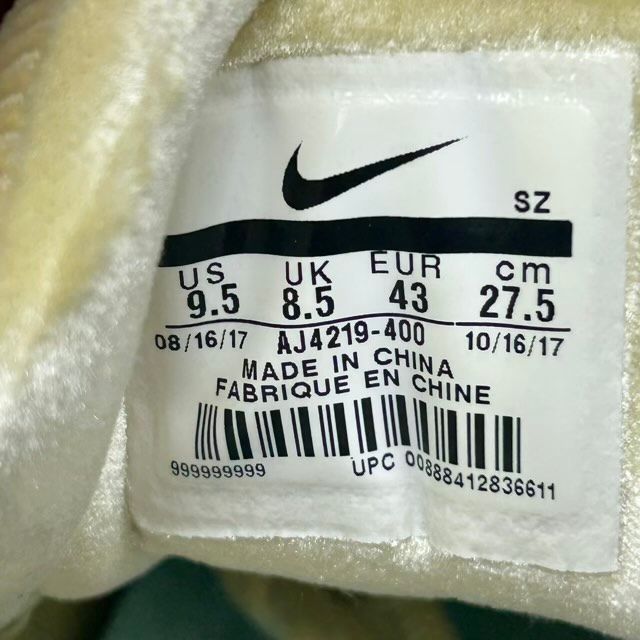 SZ
US UK EUR cm
9.5 8.5 43 27.5
08/16/17 AJ4219-400 10/16/17
MADE IN CHINA
FABRIQUE EN CHINE
999999999 UPC 00888412836611